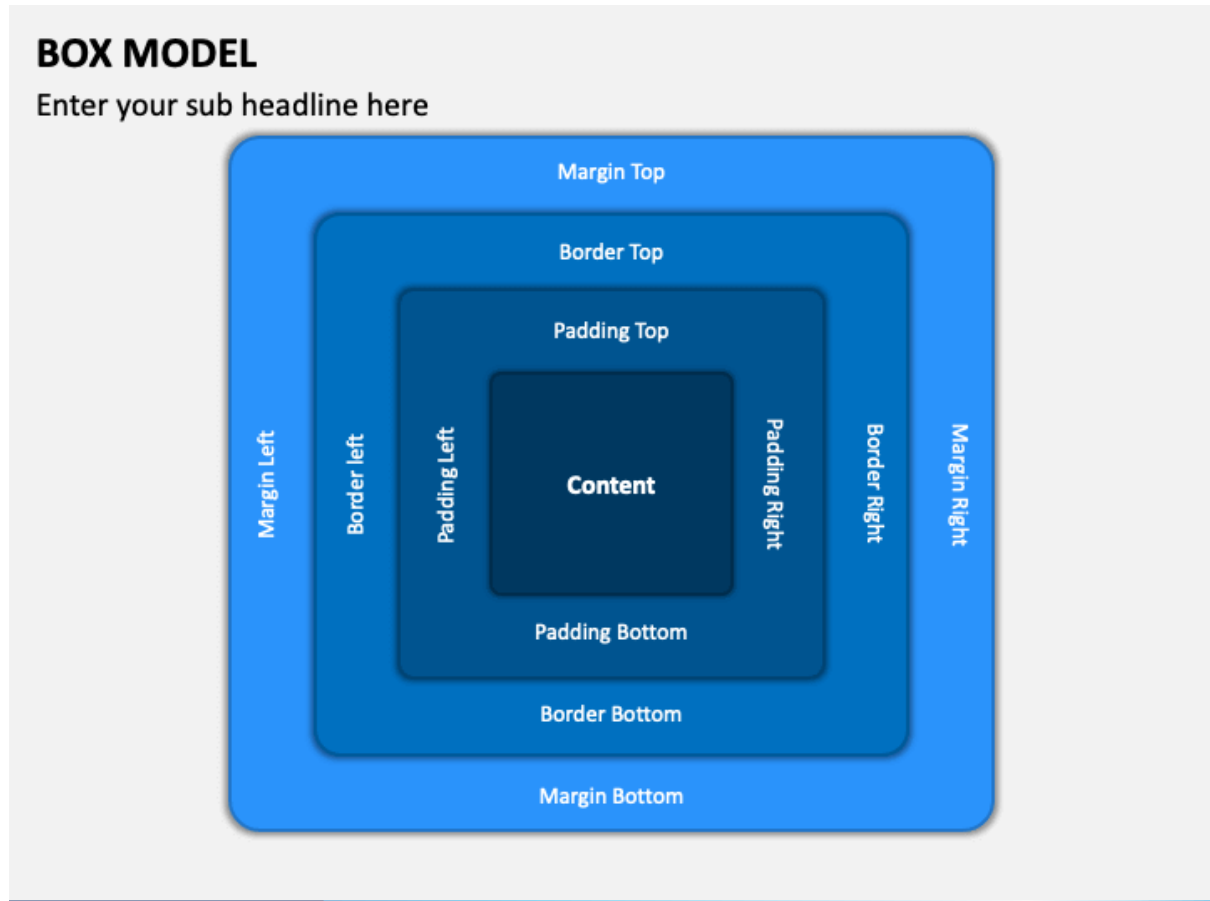 BOX MODEL
Enter your sub headline here
Margin Top
Border Top
Padding Top
Margin Left
Border left
Padding Left
Content
Padding Right
Border Right
Margin Right
Padding Bottom
Border Bottom
Margin Bottom